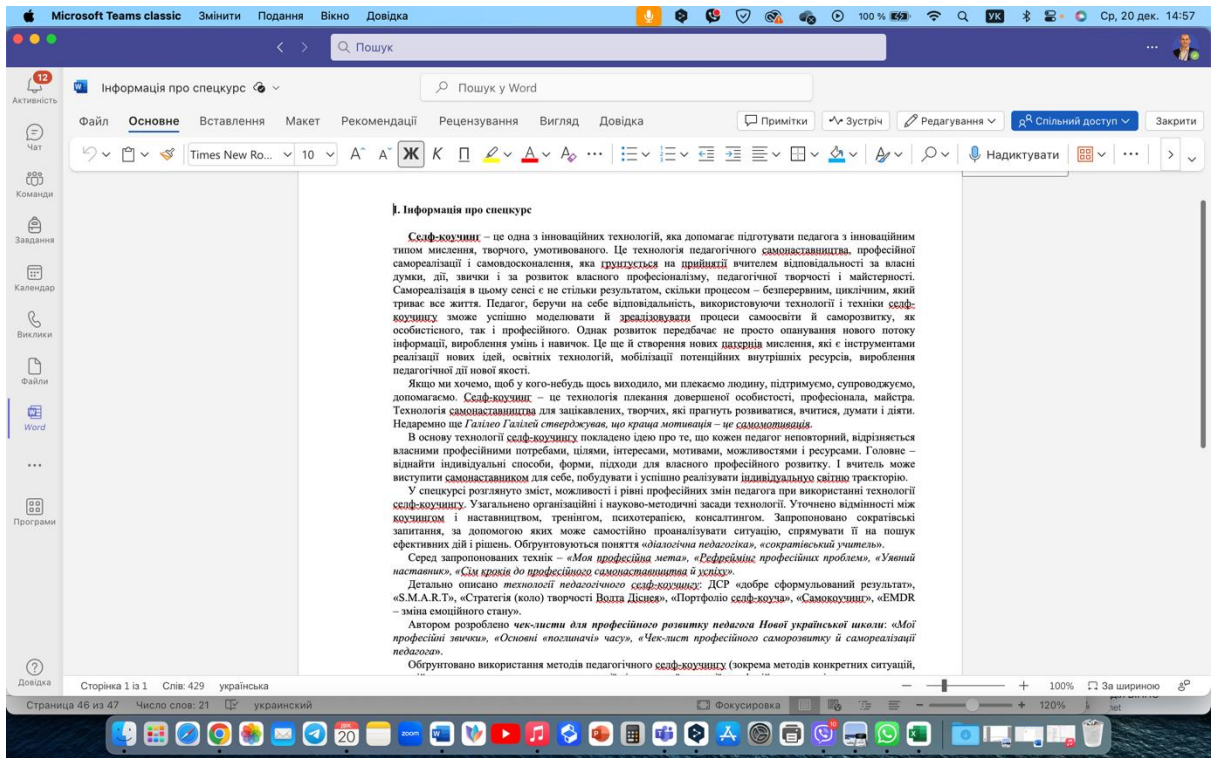 Microsoft Teams classic Змінити Подання Вікно Довідка 100 % УК Ср, 20 дек. 14:57
Пошук
12
Активність
Чат
Команди
Завдання
Календар
Виклики
Файли
Word
Програми
Довідка
Інформація про спецкурс
Пошук у Word
Файл Основне Вставлення Макет Рекомендації Рецензування Вигляд Довідка Примітки Зустріч Редагування Спільний доступ Закрити
Times New Ro... 10 Ж К П Надиктувати
І. Інформація про спецкурс
Селф-коучинг – це одна з інноваційних технологій, яка допомагає підготувати педагога з інноваційним
типом мислення, творчого, умотивованого. Це технологія педагогічного самонаставництва, професійної
самореалізації і самовдосконалення, яка ґрунтується на прийнятті вчителем відповідальності за власні
думки, дії, звички і за розвиток власного професіоналізму, педагогічної творчості і майстерності.
Самореалізація в цьому сенсі є не стільки результатом, скільки процесом – безперервним, циклічним, який
триває все життя. Педагог, беручи на себе відповідальність, використовуючи технології і техніки селф-
коучингу зможе успішно моделювати й зреалізовувати процеси самоосвіти й саморозвитку, як
особистісного, так і професійного. Однак розвиток передбачає не просто опанування нового потоку
інформації, вироблення умінь і навичок. Це ще й створення нових патернів мислення, які є інструментами
реалізації нових ідей, освітніх технологій, мобілізації потенційних внутрішніх ресурсів, вироблення
педагогічної дії нової якості.
Якщо ми хочемо, щоб у кого-небудь щось виходило, ми плекаємо людину, підтримуємо, супроводжуємо,
допомагаємо. Селф-коучинг – це технологія плекання довершеної особистості, професіонала, майстра.
Технологія самонаставництва для зацікавлених, творчих, які прагнуть розвиватися, вчитися, думати і діяти.
Недаремно ще Галілео Галілей стверджував, що краща мотивація – це самомотивація.
В основу технології селф-коучингу покладено ідею про те, що кожен педагог неповторний, відрізняється
власними професійними потребами, цілями, інтересами, мотивами, можливостями і ресурсами. Головне –
віднайти індивідуальні способи, форми, підходи для власного професійного розвитку. І вчитель може
виступити самонаставником для себе, побудувати і успішно реалізувати індивідуальнуо світню траєкторію.
У спецкурсі розглянуто зміст, можливості і рівні професійних змін педагога при використанні технології
селф-коучингу. Узагальнено організаційні і науково-методичні засади технології. Уточнено відмінності між
коучингом і наставництвом, тренінгом, психотерапією, консалтингом. Запропоновано сократівські
запитання, за допомогою яких може самостійно проаналізувати ситуацію, спрямувати її на пошук
ефективних дій і рішень. Обґрунтовуються поняття «діалогічна педагогіка», «сократівський учитель».
Серед запропонованих технік – «Моя професійна мета», «Рефреймінг професійних проблем», «Уявний
наставник», «Сім кроків до професійного самонаставництва й успіху».
Детально описано технології педагогічного селф-коучингу: ДСР «добре сформульований результат»,
«S.M.A.R.T», «Стратегія (коло) творчості Волта Діснея», «Портфоліо селф-коуча», «Самокоучинг», «EMDR
– зміна емоційного стану».
Автором розроблено чек-листи для професійного розвитку педагога Нової української школи: «Мої
професійні звички», «Основні «поглиначі» часу», «Чек-лист професійного саморозвитку й самореалізації
педагога».
Обґрунтовано використання методів педагогічного селф-коучингу (зокрема методів конкретних ситуацій,
Сторінка 1 із 1 Слів: 429 українська 100% За шириною
Страница 46 из 47 Число слов: 21 украинский Фокусировка 120%